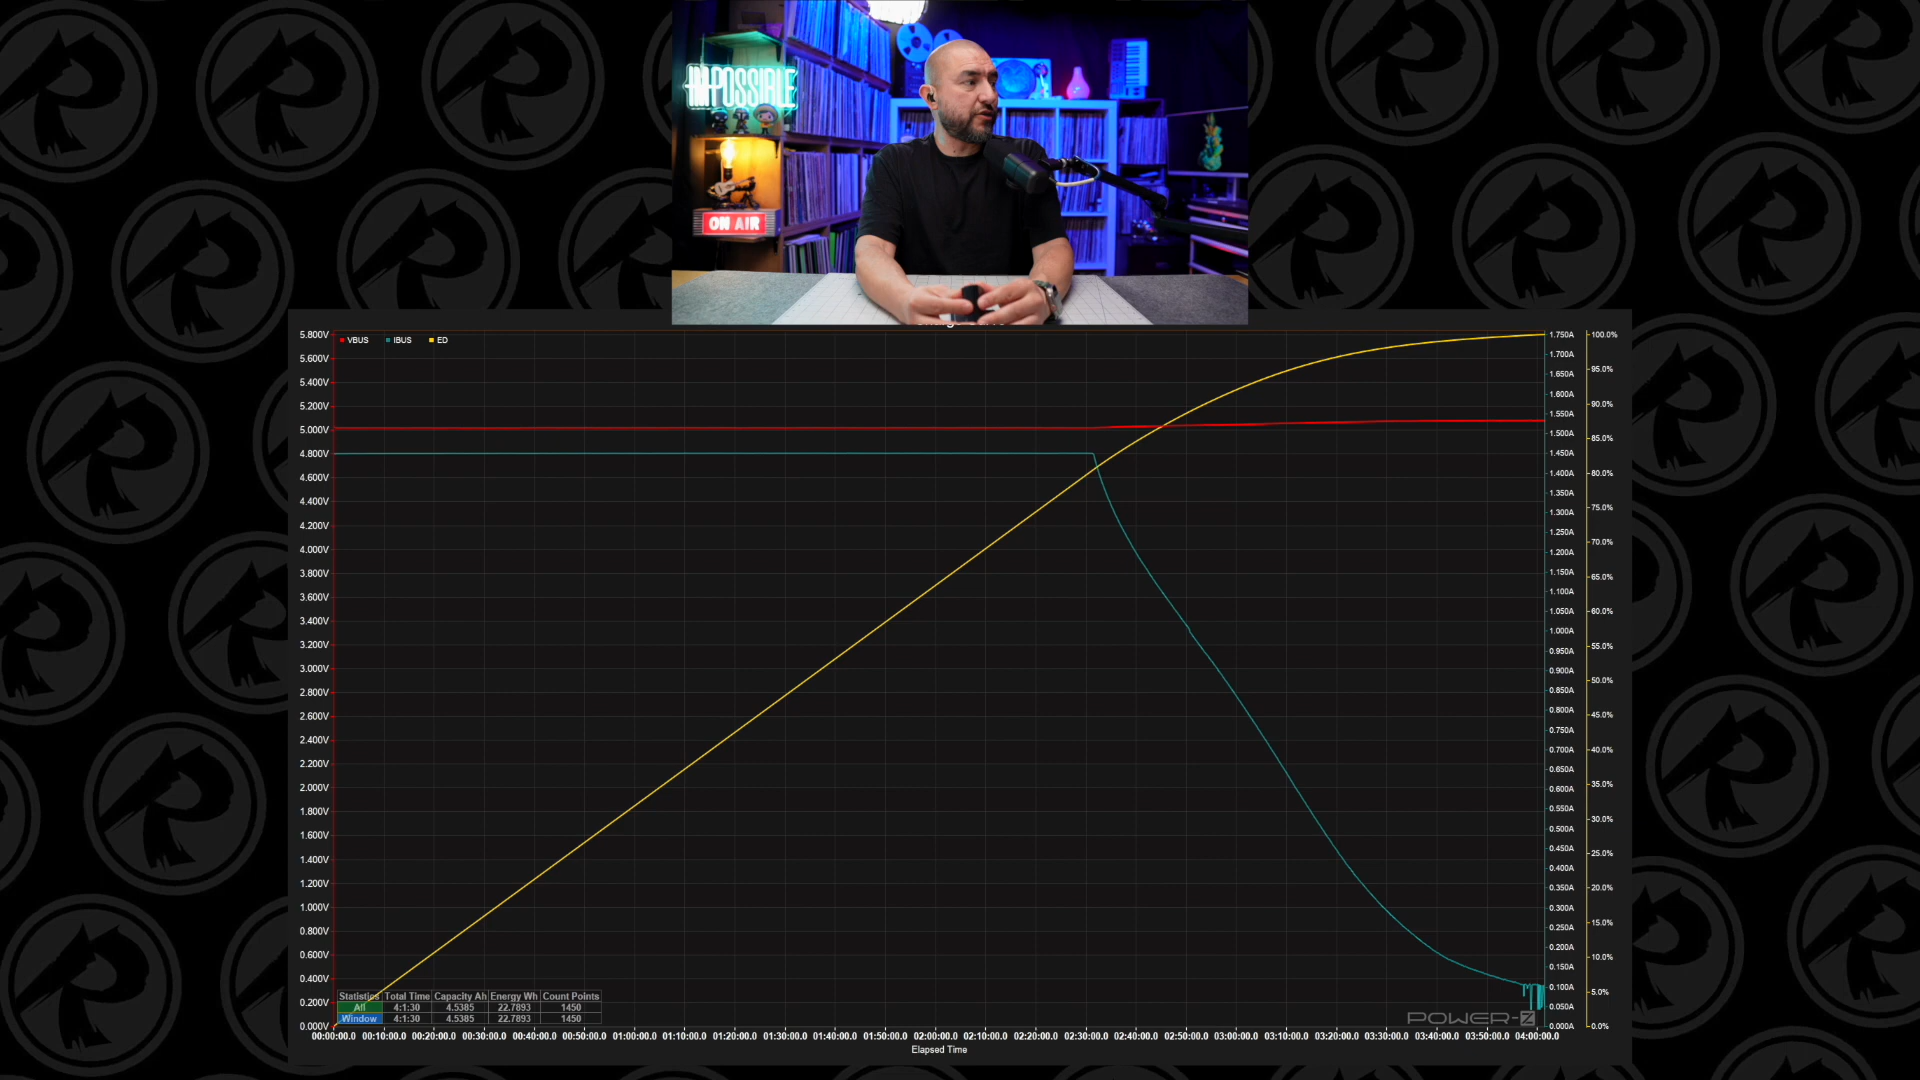 IMPOSSIBLE
ON AIR
VBUS IBUS ED
5.800V
5.600V
5.400V
5.200V
5.000V
4.800V
4.600V
4.400V
4.200V
4.000V
3.800V
3.600V
3.400V
3.200V
3.000V
2.800V
2.600V
2.400V
2.200V
2.000V
1.800V
1.600V
1.400V
1.200V
1.000V
0.800V
0.600V
0.400V
0.200V
0.000V
1.750A
1.700A
1.650A
1.600A
1.550A
1.500A
1.450A
1.400A
1.350A
1.300A
1.250A
1.200A
1.150A
1.100A
1.050A
1.000A
0.950A
0.900A
0.850A
0.800A
0.750A
0.700A
0.650A
0.600A
0.550A
0.500A
0.450A
0.400A
0.350A
0.300A
0.250A
0.200A
0.150A
0.100A
0.050A
0.000A
100.0%
95.0%
90.0%
85.0%
80.0%
75.0%
70.0%
65.0%
60.0%
55.0%
50.0%
45.0%
40.0%
35.0%
30.0%
25.0%
20.0%
15.0%
10.0%
5.0%
0.0%
Statistics Total Time Capacity Ah Energy Wh Count Points
All 4:1:30 4.5385 22.7893 1450
Window 4:1:30 4.5385 22.7893 1450
POWER-Z
00:00:00.0 00:10:00.0 00:20:00.0 00:30:00.0 00:40:00.0 00:50:00.0 01:00:00.0 01:10:00.0 01:20:00.0 01:30:00.0 01:40:00.0 01:50:00.0 02:00:00.0 02:10:00.0 02:20:00.0 02:30:00.0 02:40:00.0 02:50:00.0 03:00:00.0 03:10:00.0 03:20:00.0 03:30:00.0 03:40:00.0 03:50:00.0 04:00:00.0
Elapsed Time